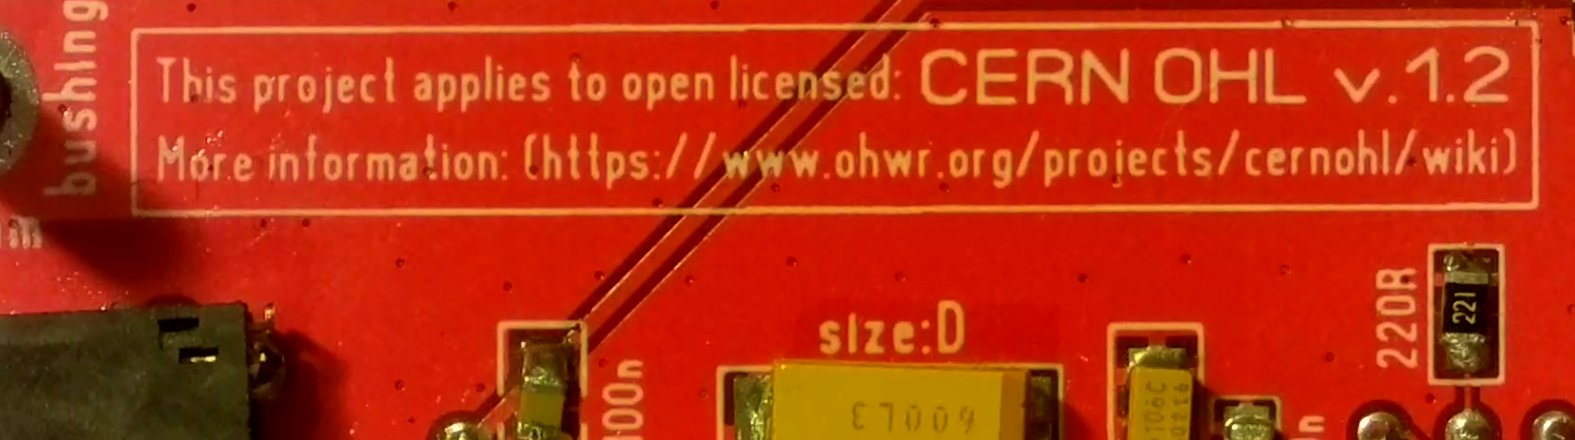 bushing
This project applies to open licensed: CERN OHL v.1.2
More information: (https://www.ohwr.org/projects/cernohl/wiki)
size:D
220R
221
100n